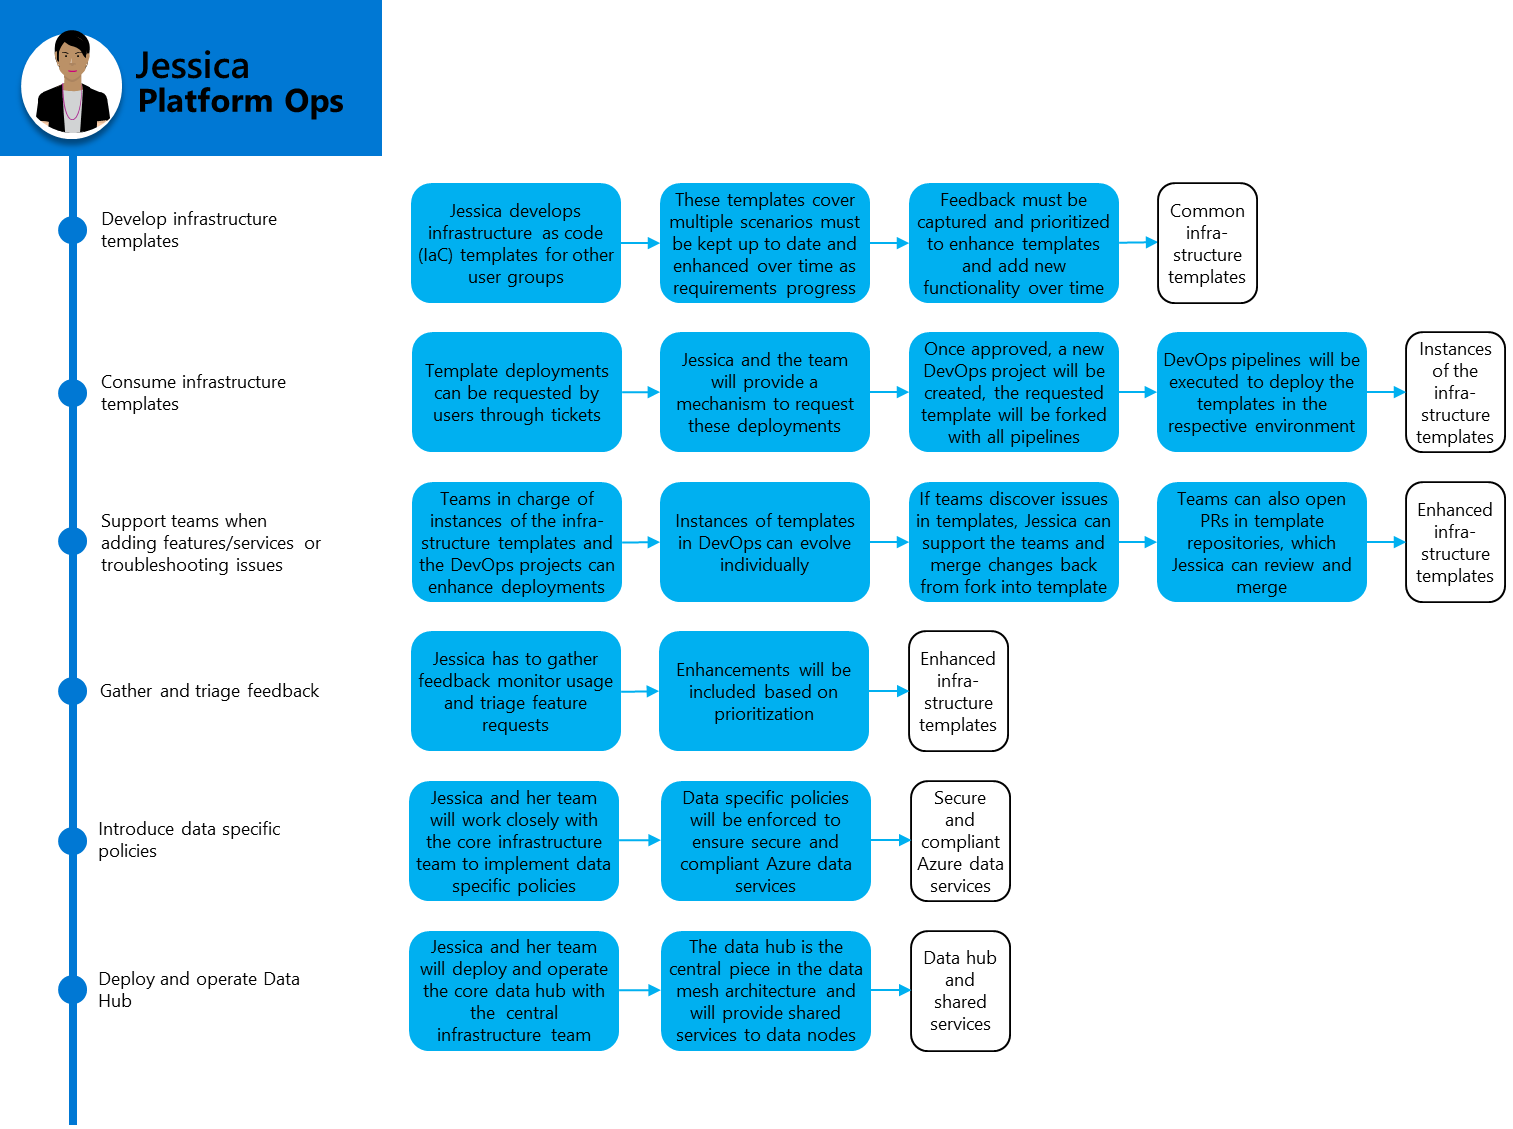 Jessica
Platform Ops
Develop infrastructure
templates
Jessica develops
infrastructure as code
(IaC) templates for other
user groups
These templates cover
multiple scenarios must
be kept up to date and
enhanced over time as
requirements progress
Feedback must be
captured and prioritized
to enhance templates
and add new
functionality over time
Common
infra-
structure
templates
Consume infrastructure
templates
Template deployments
can be requested by
users through tickets
Jessica and the team
will provide a
mechanism to request
these deployments
Once approved, a new
DevOps project will be
created, the requested
template will be forked
with all pipelines
DevOps pipelines will be
executed to deploy the
templates in the
respective environment
Instances
of the
infra-
structure
templates
Support teams when
adding features/services or
troubleshooting issues
Teams in charge of
instances of the infra-
structure templates and
the DevOps projects can
enhance deployments
Instances of templates
in DevOps can evolve
individually
If teams discover issues
in templates, Jessica can
support the teams and
merge changes back
from fork into template
Teams can also open
PRs in template
repositories, which
Jessica can review and
merge
Enhanced
infra-
structure
templates
Gather and triage feedback
Jessica has to gather
feedback monitor usage
and triage feature
requests
Enhancements will be
included based on
prioritization
Enhanced
infra-
structure
templates
Introduce data specific
policies
Jessica and her team
will work closely with
the core infrastructure
team to implement data
specific policies
Data specific policies
will be enforced to
ensure secure and
compliant Azure data
services
Secure
and
compliant
Azure data
services
Deploy and operate Data
Hub
Jessica and her team
will deploy and operate
the core data hub with
the central
infrastructure team
The data hub is the
central piece in the data
mesh architecture and
will provide shared
services to data nodes
Data hub
and
shared
services